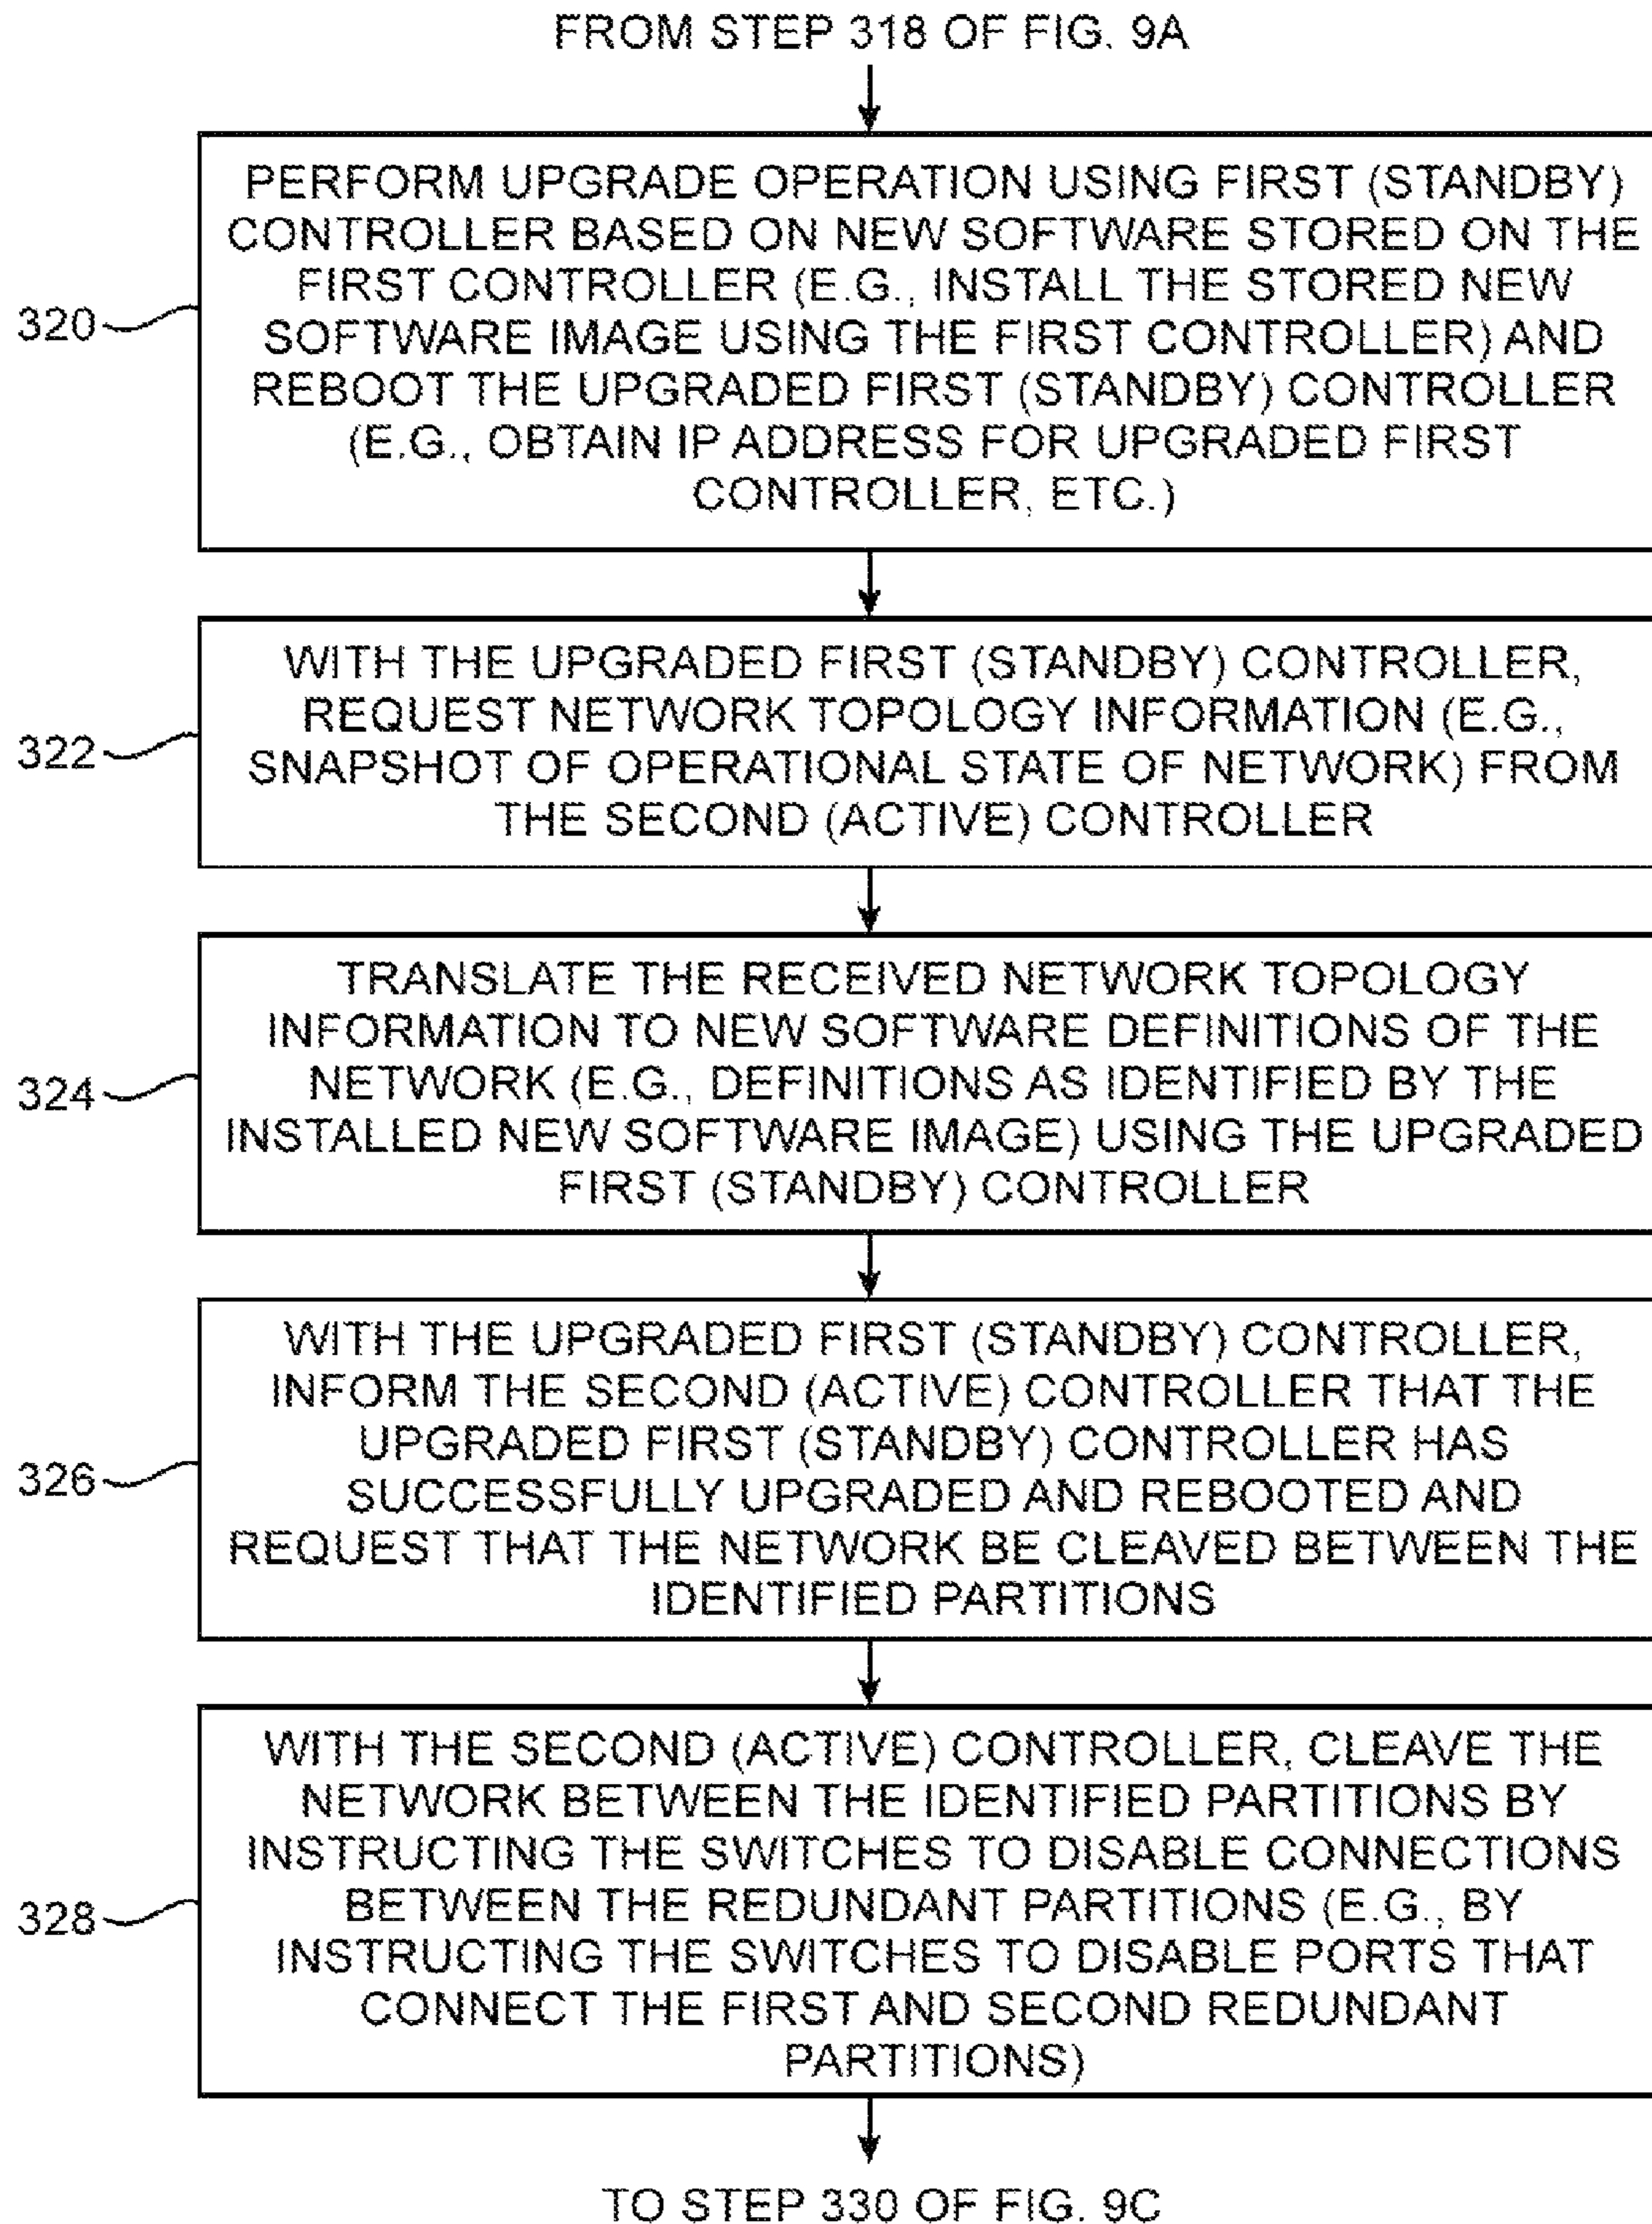 FROM STEP 318 OF FIG. 9A
PERFORM UPGRADE OPERATION USING FIRST (STANDBY)
CONTROLLER BASED ON NEW SOFTWARE STORED ON THE
FIRST CONTROLLER (E.G., INSTALL THE STORED NEW
SOFTWARE IMAGE USING THE FIRST CONTROLLER) AND
REBOOT THE UPGRADED FIRST (STANDBY) CONTROLLER
(E.G., OBTAIN IP ADDRESS FOR UPGRADED FIRST
CONTROLLER, ETC.)
320
WITH THE UPGRADED FIRST (STANDBY) CONTROLLER,
REQUEST NETWORK TOPOLOGY INFORMATION (E.G.,
SNAPSHOT OF OPERATIONAL STATE OF NETWORK) FROM
THE SECOND (ACTIVE) CONTROLLER
322
TRANSLATE THE RECEIVED NETWORK TOPOLOGY
INFORMATION TO NEW SOFTWARE DEFINITIONS OF THE
NETWORK (E.G., DEFINITIONS AS IDENTIFIED BY THE
INSTALLED NEW SOFTWARE IMAGE) USING THE UPGRADED
FIRST (STANDBY) CONTROLLER
324
WITH THE UPGRADED FIRST (STANDBY) CONTROLLER,
INFORM THE SECOND (ACTIVE) CONTROLLER THAT THE
UPGRADED FIRST (STANDBY) CONTROLLER HAS
SUCCESSFULLY UPGRADED AND REBOOTED AND
REQUEST THAT THE NETWORK BE CLEAVED BETWEEN THE
IDENTIFIED PARTITIONS
326
WITH THE SECOND (ACTIVE) CONTROLLER, CLEAVE THE
NETWORK BETWEEN THE IDENTIFIED PARTITIONS BY
INSTRUCTING THE SWITCHES TO DISABLE CONNECTIONS
BETWEEN THE REDUNDANT PARTITIONS (E.G., BY
INSTRUCTING THE SWITCHES TO DISABLE PORTS THAT
CONNECT THE FIRST AND SECOND REDUNDANT
PARTITIONS)
328
TO STEP 330 OF FIG. 9C